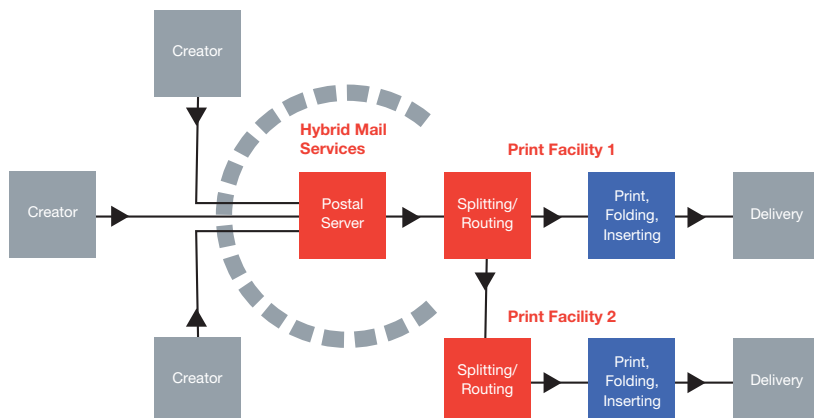 Creator
Hybrid Mail
Services
Print Facility 1
Creator
Postal
Server
Splitting/
Routing
Print,
Folding,
Inserting
Delivery
Print Facility 2
Creator
Splitting/
Routing
Print,
Folding,
Inserting
Delivery